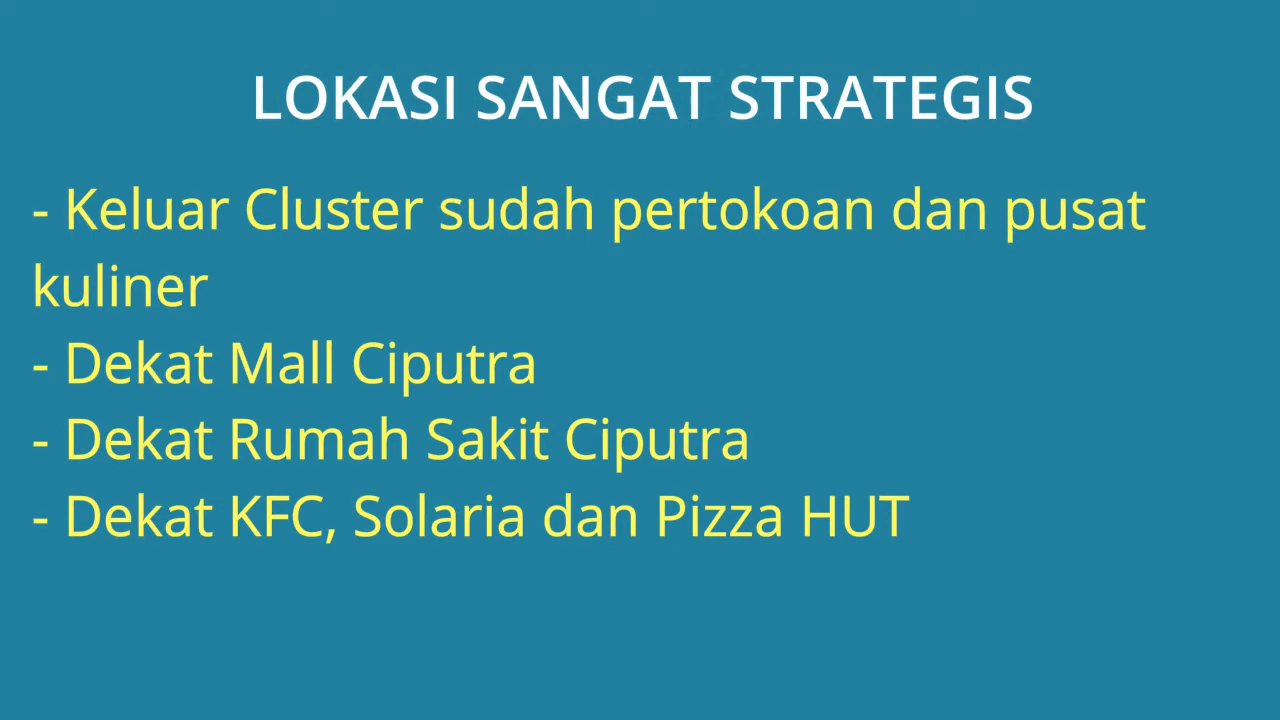 LOKASI SANGAT STRATEGIS
- Keluar Cluster sudah pertokoan dan pusat
kuliner
- Dekat Mall Ciputra
- Dekat Rumah Sakit Ciputra
- Dekat KFC, Solaria dan Pizza HUT